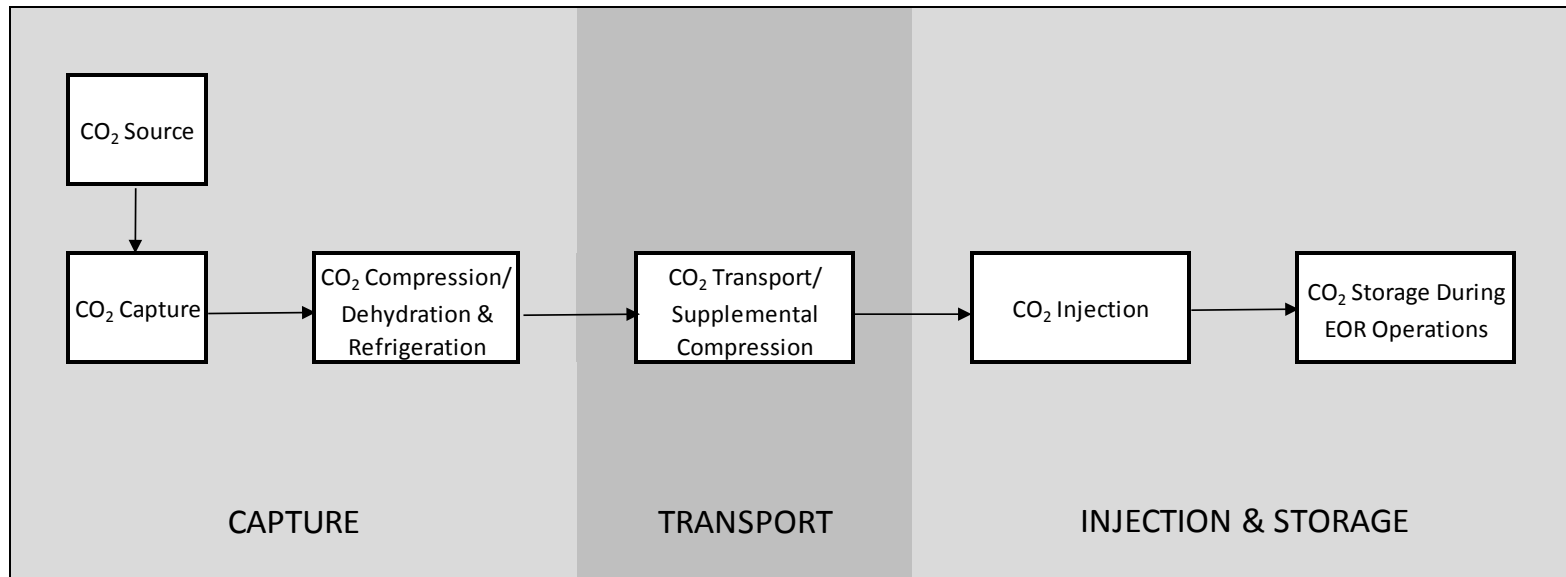 CO₂ Source
CO₂ Capture
CO₂ Compression/
Dehydration &
Refrigeration
CO₂ Transport/
Supplemental
Compression
CO₂ Injection
CO₂ Storage During
EOR Operations
CAPTURE
TRANSPORT
INJECTION & STORAGE